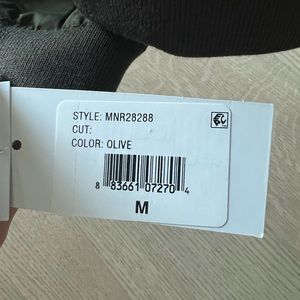 STYLE: MNR28288
CUT:
COLOR: OLIVE
8 83661 07270 4
M